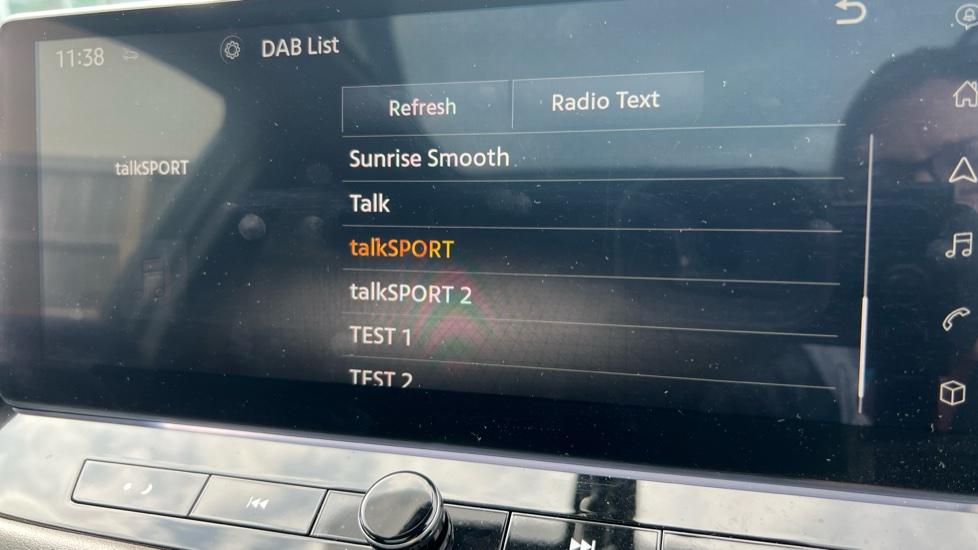 11:38
DAB List
Refresh
Radio Text
talkSPORT
Sunrise Smooth
Talk
talkSPORT
talkSPORT 2
TEST 1
TEST 2